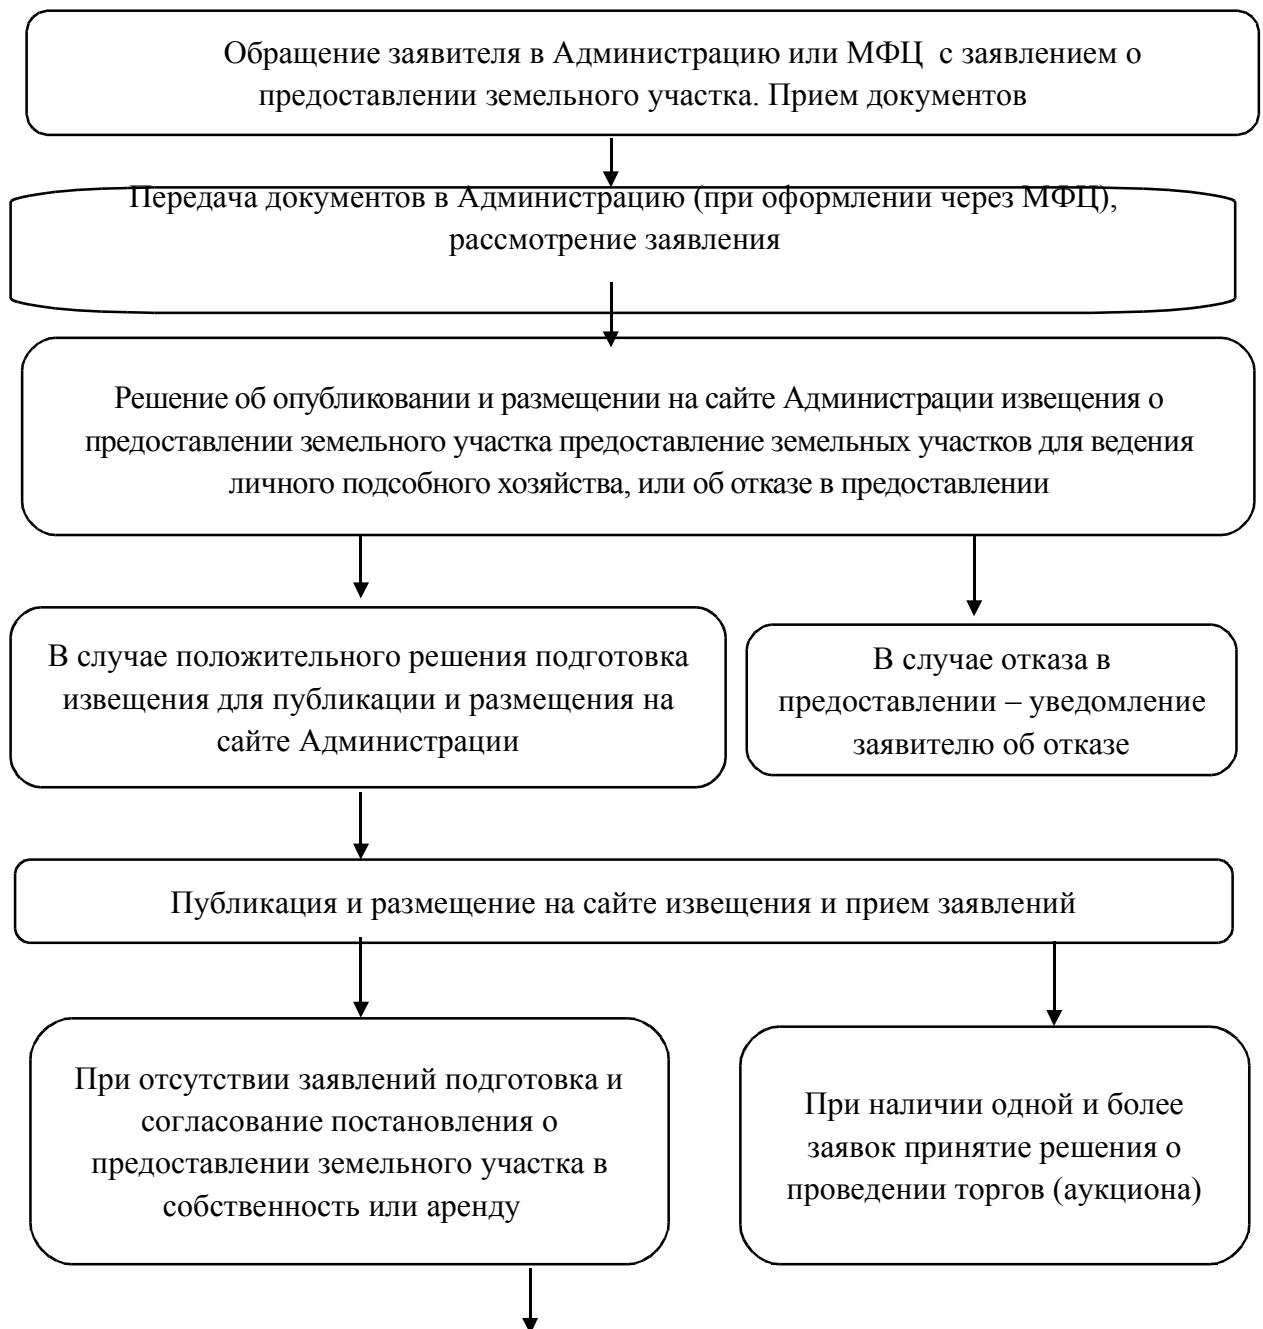 Обращение заявителя в Администрацию или МФЦ с заявлением о
предоставлении земельного участка. Прием документов
Передача документов в Администрацию (при оформлении через МФЦ),
рассмотрение заявления
Решение об опубликовании и размещении на сайте Администрации извещения о
предоставлении земельного участка предоставление земельных участков для ведения
личного подсобного хозяйства, или об отказе в предоставлении
В случае положительного решения подготовка
извещения для публикации и размещения на
сайте Администрации
В случае отказа в
предоставлении – уведомление
заявителю об отказе
Публикация и размещение на сайте извещения и прием заявлений
При отсутствии заявлений подготовка и
согласование постановления о
предоставлении земельного участка в
собственность или аренду
При наличии одной и более
заявок принятие решения о
проведении торгов (аукциона)